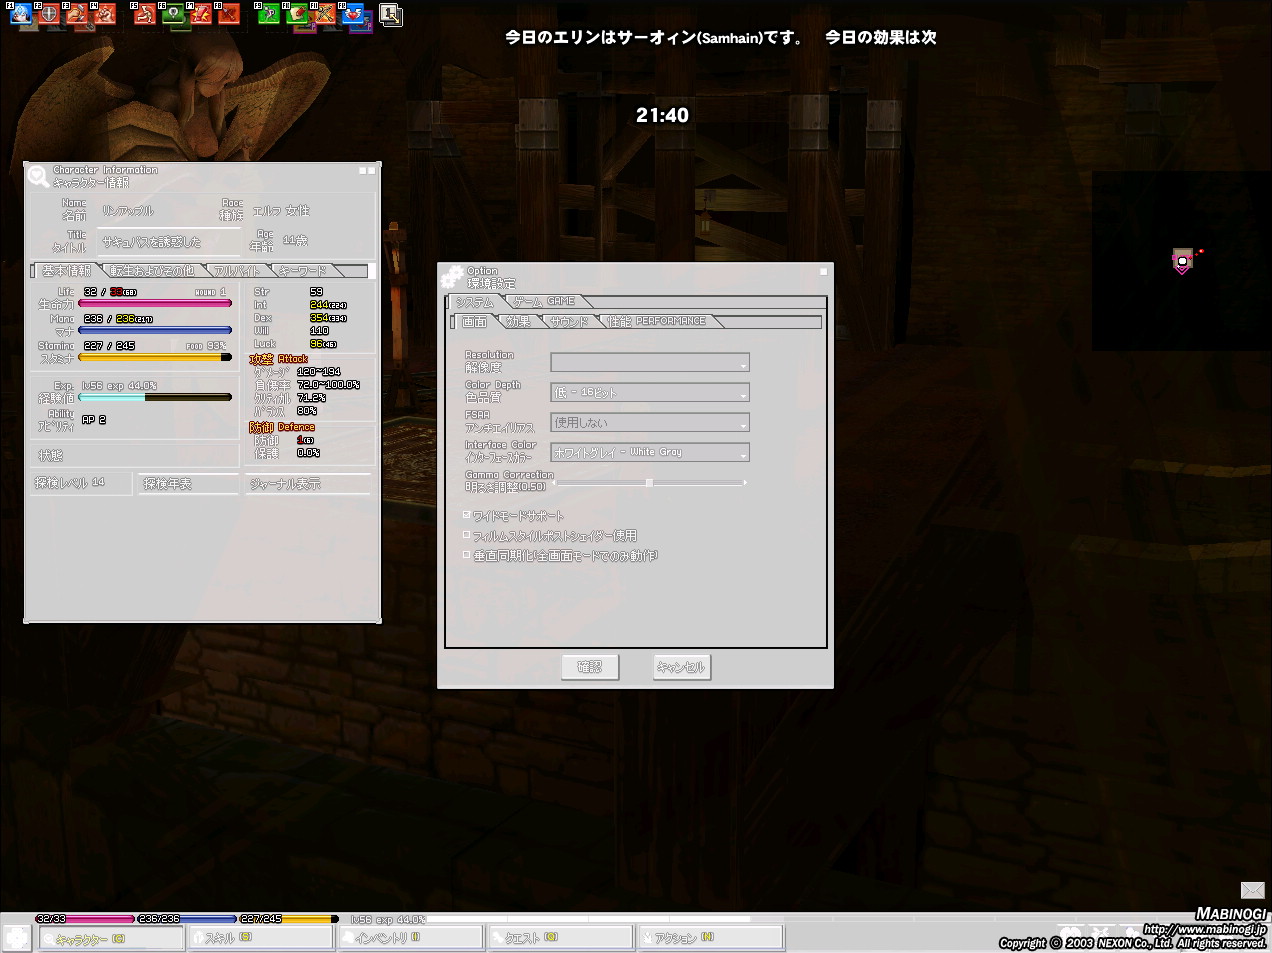 F1 F2 F3 F4 F5 F6 F7 F8 F9 F10 F11 F12
今日のエリンはサーオィン(Samhain)です。 今日の効果は次
21:40
Character Information
キャラクター情報
Name
名前 リンアップル
Race
種族 エルフ 女性
Title
タイトル サキュバスを誘惑した
Age
年齢 11歳
基本情報 転生およびその他 アルバイト キーワード
Life
生命力 32 / 33(69) WOUND 1
Mana
マナ 236 / 236(217)
Stamina
スタミナ 227 / 245 FOOD 93%
Exp.
経験値 lv56 exp 44.0%
Ability
アビリティ AP 2
状態
Str 59
Int 244(224)
Dex 354(334)
Will 110
Luck 96(46)
攻撃 Attack
ダメージ 120~194
負傷率 72.0~100.0%
クリティカル 71.2%
バランス 80%
防御 Defence
防御 1(6)
保護 0.0%
探検レベル 14 探検年表 ジャーナル表示
Option
環境設定
システム ゲーム GAME
画面 効果 サウンド 性能 PERFORMANCE
Resolution
解像度
Color Depth
色品質 低 - 16ビット
FSAA
アンチエイリアス 使用しない
Interface Color
インターフェースカラー ホワイトグレイ - White Gray
Gamma Correction
明るさ調整(0.50)
ワイドモードサポート
フィルムスタイルポストシェイダー使用
垂直同期化(全画面モードでのみ動作)
確認 キャンセル
32/33 236/236 227/245 lv56 exp 44.0%
キャラクター (C) スキル (S) インベントリ (I) クエスト (Q) アクション (N)
MABINOGI
http://www.mabinogi.jp
Copyright © 2003 NEXON Co., Ltd. All rights reserved.